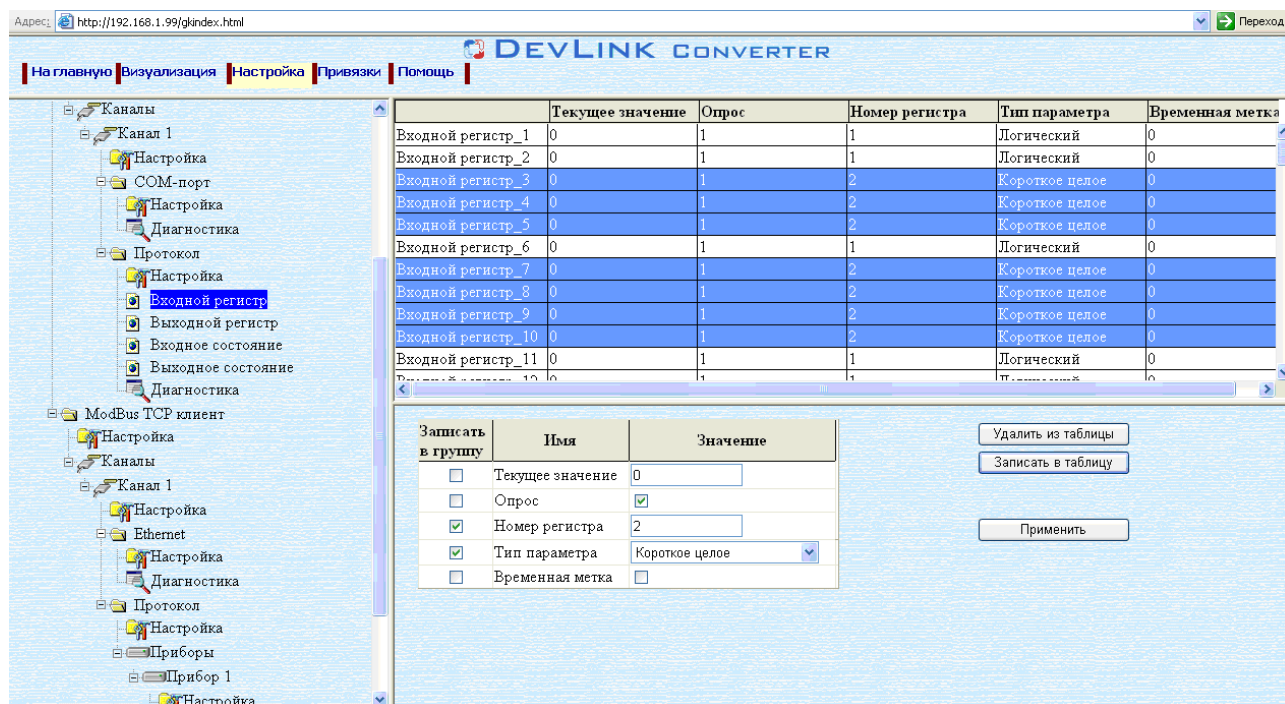 Адрес: http://192.168.1.99/gkindex.html Переход
DEVLINK CONVERTER
На главную Визуализация Настройка Привязки Помощь
Каналы
Канал 1
Настройка
COM-порт
Настройка
Диагностика
Протокол
Настройка
Входной регистр
Выходной регистр
Входное состояние
Выходное состояние
Диагностика
ModBus TCP клиент
Настройка
Каналы
Канал 1
Настройка
Ethernet
Настройка
Диагностика
Протокол
Настройка
Приборы
Прибор 1
Настройка
Текущее значение Опрос Номер регистра Тип параметра Временная метка
Входной регистр_1 0 1 1 Логический 0
Входной регистр_2 0 1 1 Логический 0
Входной регистр_3 0 1 2 Короткое целое 0
Входной регистр_4 0 1 2 Короткое целое 0
Входной регистр_5 0 1 2 Короткое целое 0
Входной регистр_6 0 1 1 Логический 0
Входной регистр_7 0 1 2 Короткое целое 0
Входной регистр_8 0 1 2 Короткое целое 0
Входной регистр_9 0 1 2 Короткое целое 0
Входной регистр_10 0 1 2 Короткое целое 0
Входной регистр_11 0 1 1 Логический 0
Записать в группу Имя Значение
Текущее значение 0
Опрос
Номер регистра 2
Тип параметра Короткое целое
Временная метка
Удалить из таблицы
Записать в таблицу
Применить